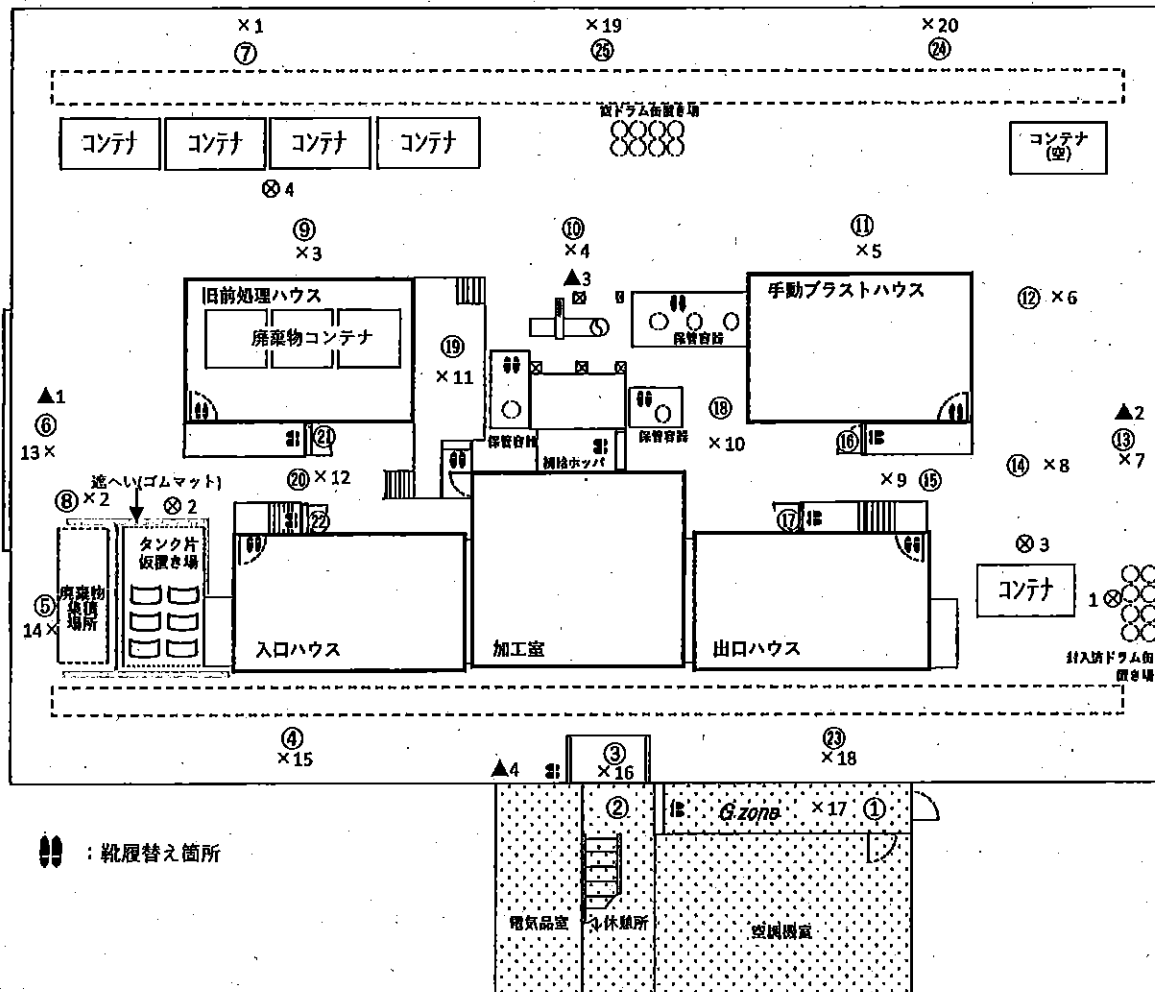 ×1
⑦
×19
㉕
×20
㉔
コンテナ
コンテナ
コンテナ
コンテナ
ドラム缶置き場
コンテナ
(空)
⊗4
⑨
×3
⑩
×4
▲3
⑪
×5
旧前処理ハウス
廃棄物コンテナ
手動ブラストハウス
⑫ ×6
保管容器
⑲
×11
▲1
⑥
13×
保管容器
保管容器
⑱
×10
▲2
⑬
×7
㉑
⑯
⑭ ×8
⑳ ×12
×9 ⑮
遮へい(ゴムマット)
⑧ ×2
⊗2
㉒
⑰
タンク片
仮置き場
⊗3
廃棄物
集積
場所
⑤
14×
コンテナ
1⊗
入口ハウス
加工室
出口ハウス
封入済ドラム缶
置き場
④
×15
③
×16
㉓
×18
▲4
②
G zone
×17
①
:靴履替え箇所
電気品室
休憩所
空調機室